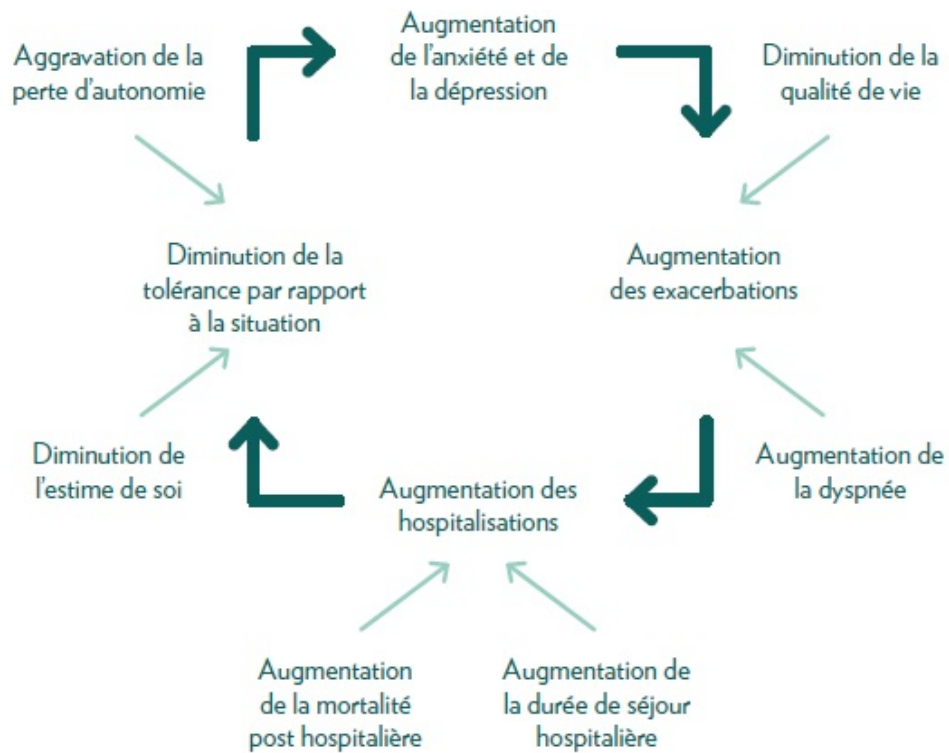 Augmentation
de l'anxiété et de
la dépression
Aggravation de la
perte d'autonomie
Diminution de la
qualité de vie
Diminution de la
tolérance par rapport
à la situation
Augmentation
des exacerbations
Diminution de
l'estime de soi
Augmentation des
hospitalisations
Augmentation de
la dyspnée
Augmentation
de la mortalité
post hospitalière
Augmentation de
la durée de séjour
hospitalière